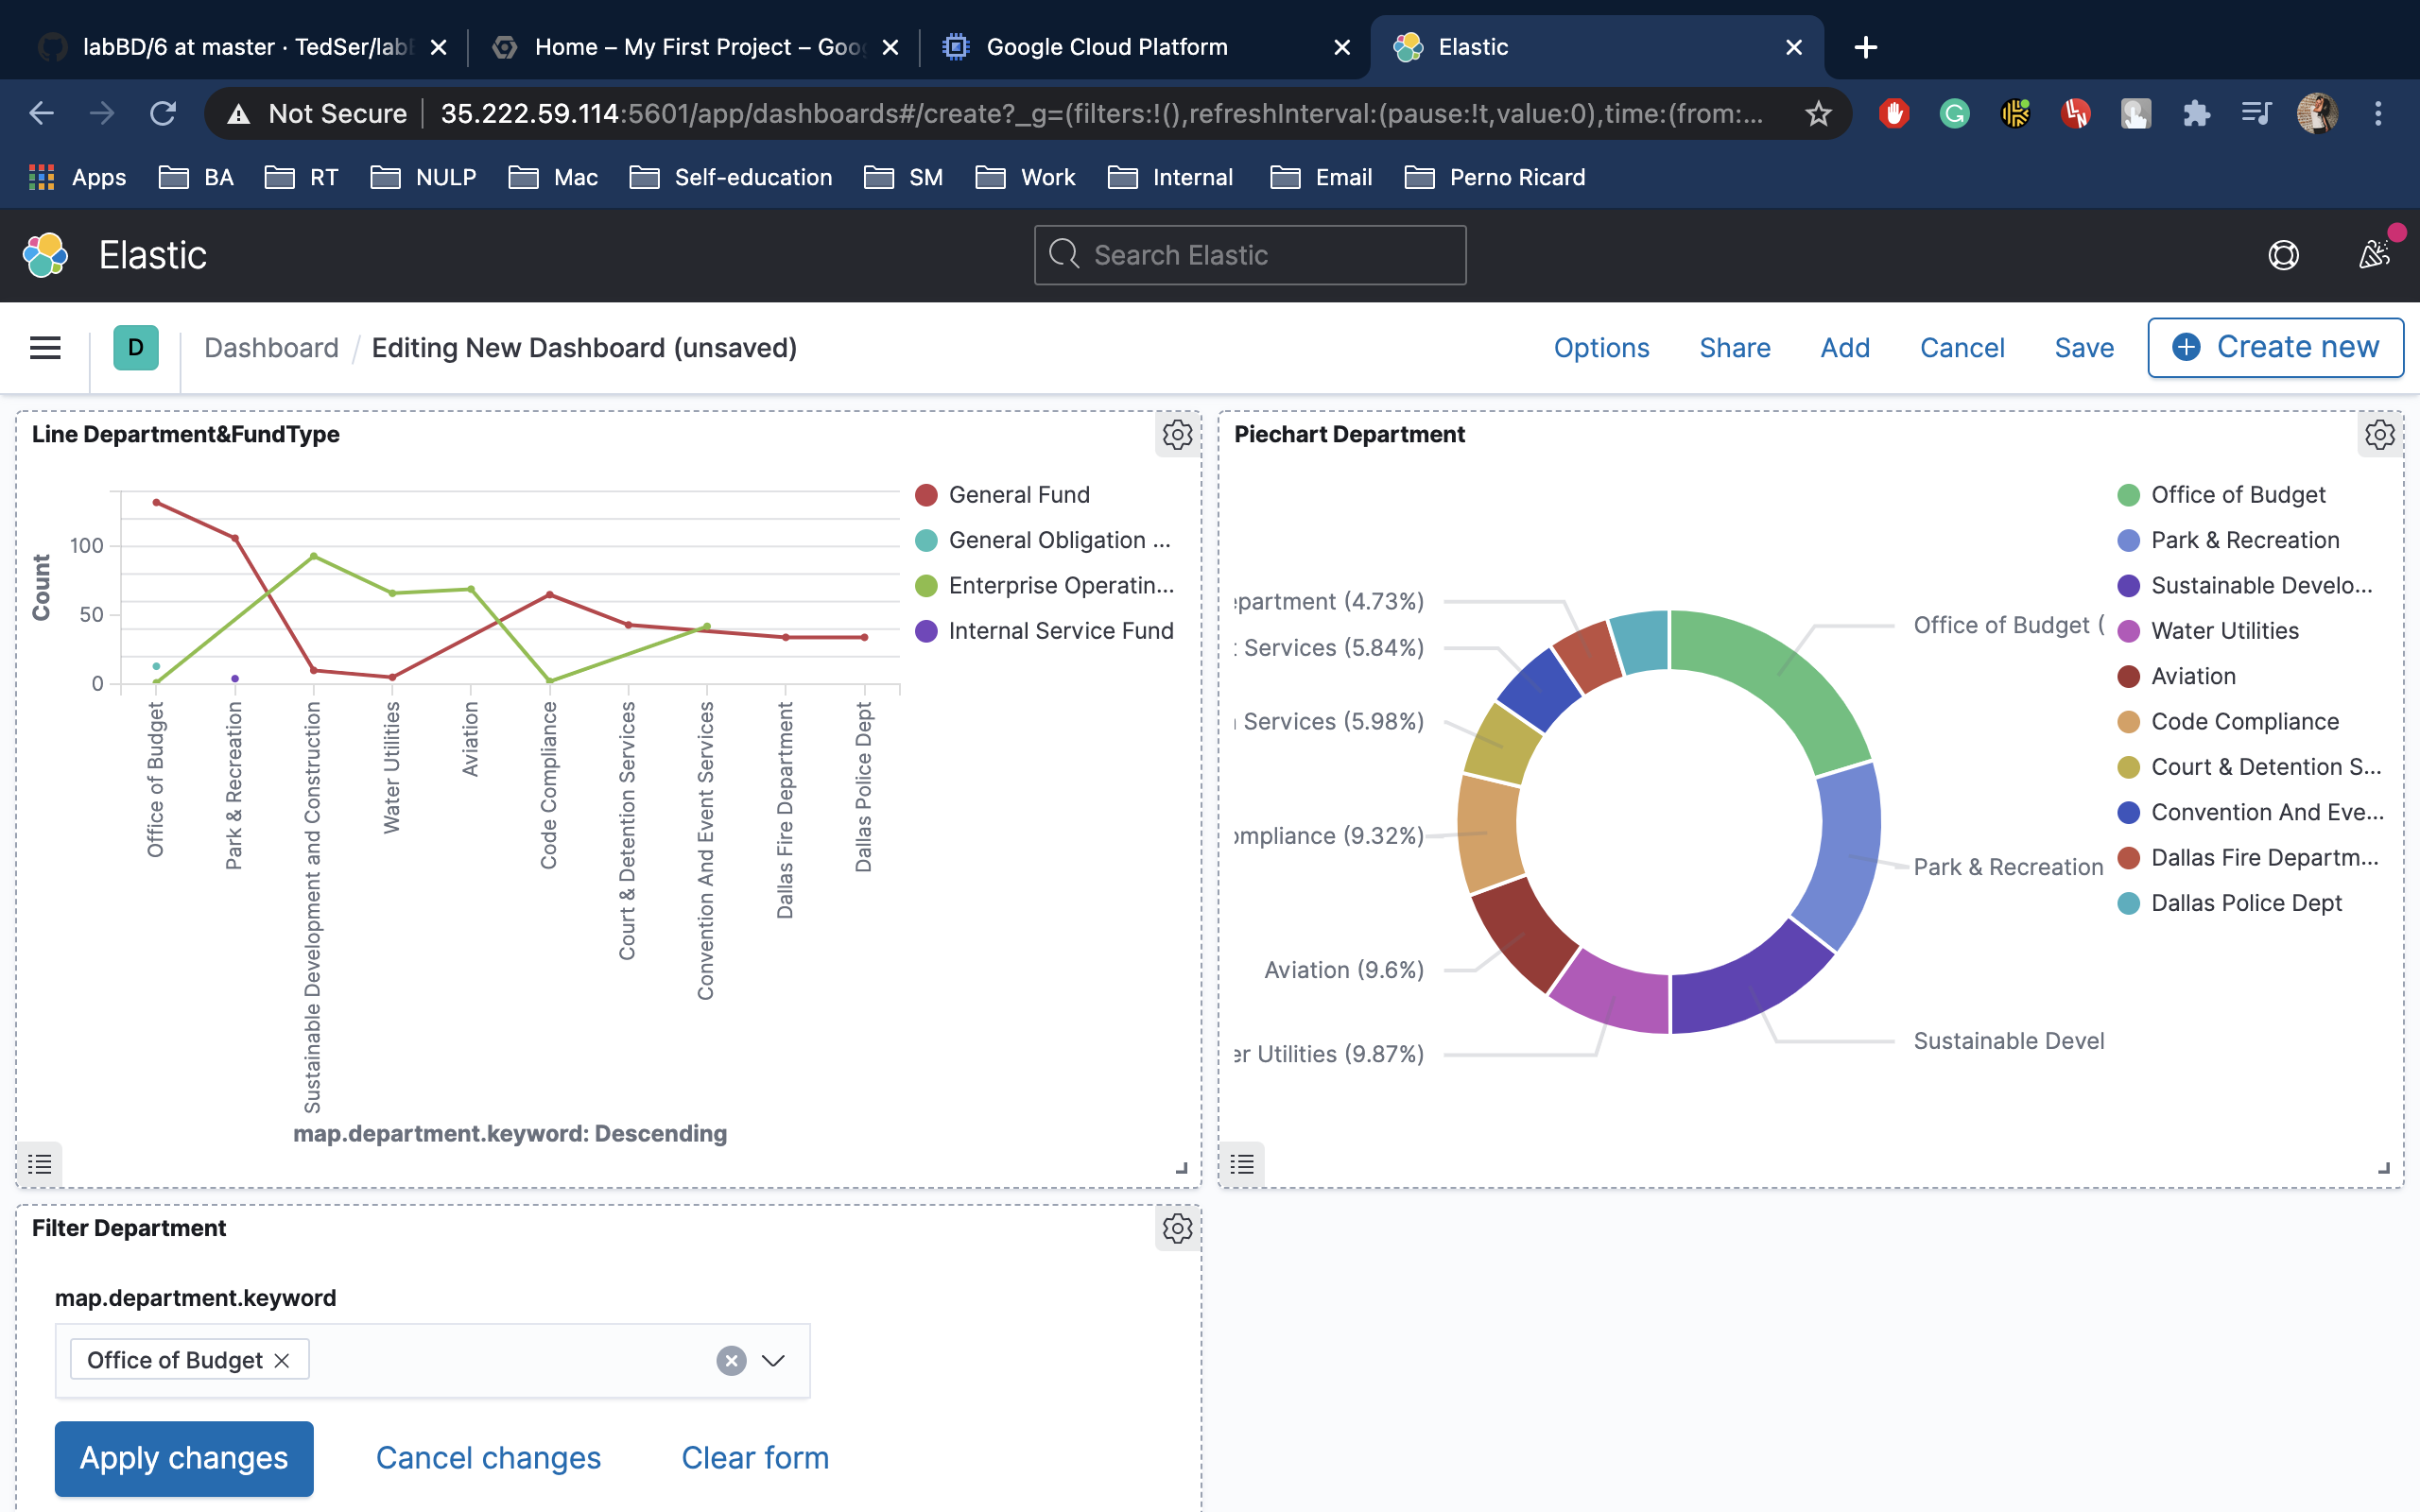 labBD/6 at master · TedSer/labB
Home – My First Project – Goo
Google Cloud Platform
Elastic
Not Secure
35.222.59.114:5601/app/dashboards#/create?_g=(filters:!(),refreshInterval:(pause:!t,value:0),time:(from:...
Apps
BA
RT
NULP
Mac
Self-education
SM
Work
Internal
Email
Perno Ricard
Elastic
Search Elastic
D
Dashboard / Editing New Dashboard (unsaved)
Options
Share
Add
Cancel
Save
Create new
Line Department&FundType
Count
100
50
0
Office of Budget
Park & Recreation
Sustainable Development and Construction
Water Utilities
Aviation
Code Compliance
Court & Detention Services
Convention And Event Services
Dallas Fire Department
Dallas Police Dept
map.department.keyword: Descending
General Fund
General Obligation ...
Enterprise Operatin...
Internal Service Fund
Piechart Department
epartment (4.73%)
t Services (5.84%)
n Services (5.98%)
ompliance (9.32%)
Aviation (9.6%)
er Utilities (9.87%)
Office of Budget (
Park & Recreation
Sustainable Devel
Office of Budget
Park & Recreation
Sustainable Develo...
Water Utilities
Aviation
Code Compliance
Court & Detention S...
Convention And Eve...
Dallas Fire Departm...
Dallas Police Dept
Filter Department
map.department.keyword
Office of Budget
Apply changes
Cancel changes
Clear form